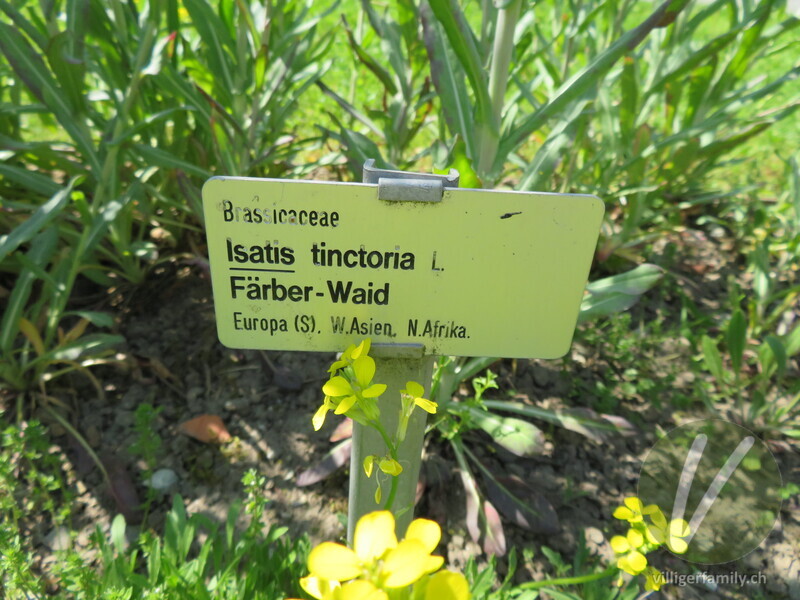 Brassicaceae
Isatis tinctoria L.
Färber-Waid
Europa (S), W.Asien, N.Afrika.
villigerfamily.ch